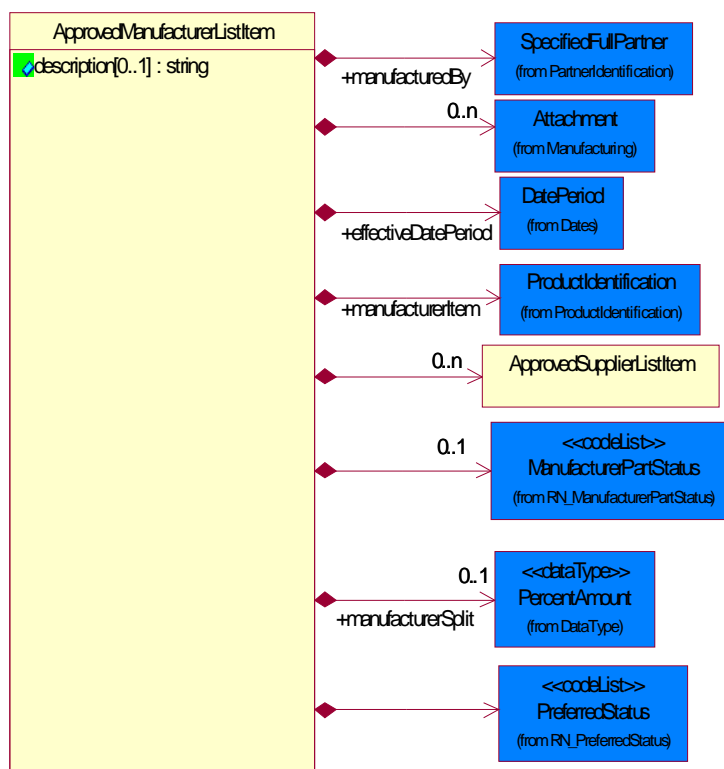 ApprovedManufacturerListItem
description[0..1] : string
SpecifiedFullPartner
(from PartnerIdentification)
+manufacturedBy
0..n
Attachment
(from Manufacturing)
DatePeriod
(from Dates)
+effectiveDatePeriod
ProductIdentification
(from ProductIdentification)
+manufacturerItem
0..n
ApprovedSupplierListItem
0..1
<<codeList>>
ManufacturerPartStatus
(from RN_ManufacturerPartStatus)
0..1
<<dataType>>
PercentAmount
(from DataType)
+manufacturerSplit
<<codeList>>
PreferredStatus
(from RN_PreferredStatus)